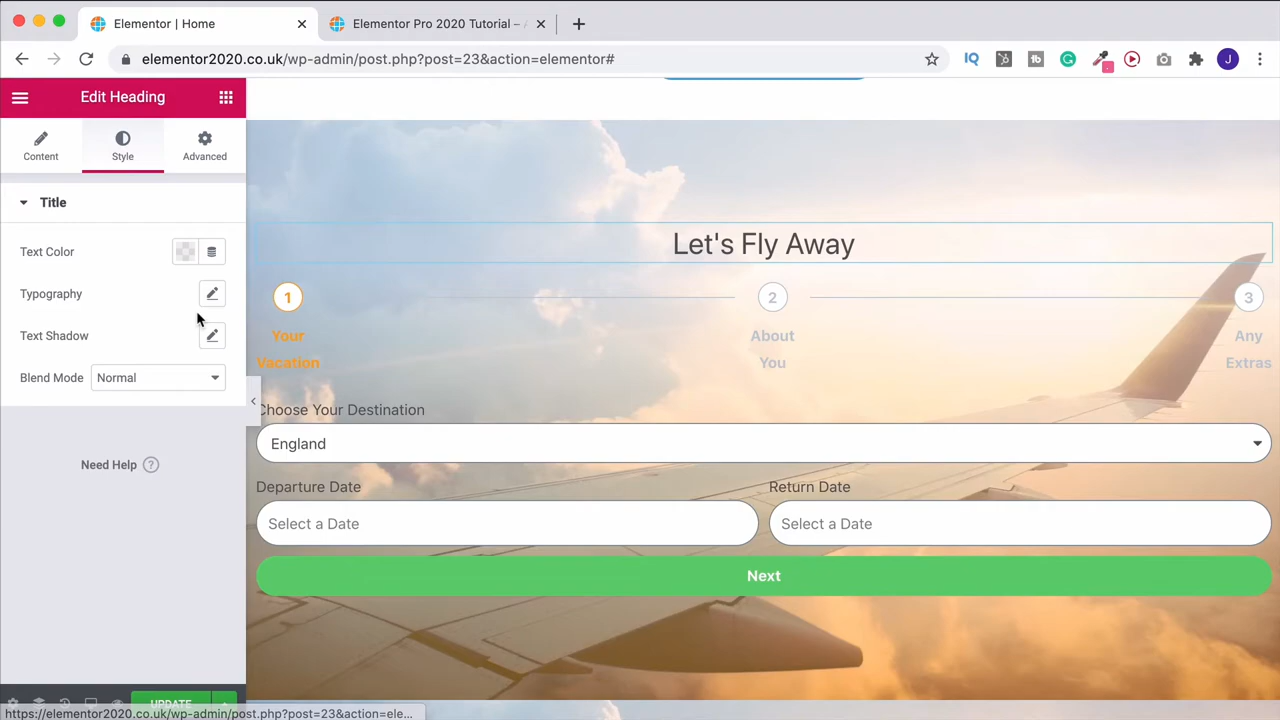 Elementor | Home
Elementor Pro 2020 Tutorial –
elementor2020.co.uk/wp-admin/post.php?post=23&action=elementor#
IQ
tb
J
Edit Heading
Content
Style
Advanced
Title
Text Color
Typography
Text Shadow
Blend Mode
Normal
Need Help
?
UPDATE
https://elementor2020.co.uk/wp-admin/post.php?post=23&action=ele...
Let's Fly Away
1
2
3
Your
Vacation
About
You
Any
Extras
Choose Your Destination
England
Departure Date
Return Date
Select a Date
Select a Date
Next